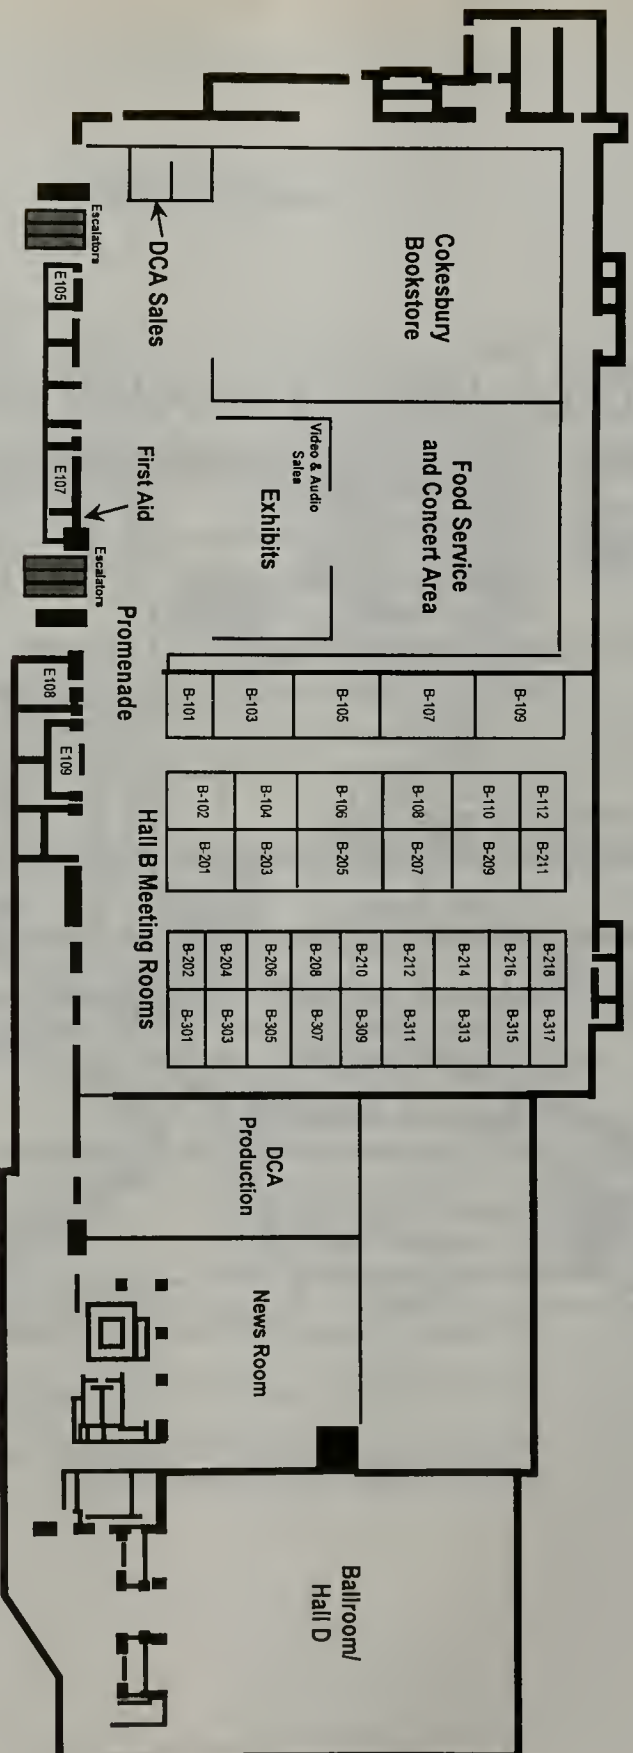 Cokesbury
Bookstore
DCA Sales
Escalators
E105
Food Service
and Concert Area
Video & Audio
Sales
Exhibits
First Aid
E107
Escalators
Promenade
E108
E109
B-109
B-107
B-105
B-103
B-101
B-112
B-110
B-108
B-106
B-104
B-102
B-211
B-209
B-207
B-205
B-203
B-201
Hall B Meeting Rooms
B-218
B-216
B-214
B-212
B-210
B-208
B-206
B-204
B-202
B-317
B-315
B-313
B-311
B-309
B-307
B-305
B-303
B-301
DCA
Production
News Room
Ballroom/
Hall D